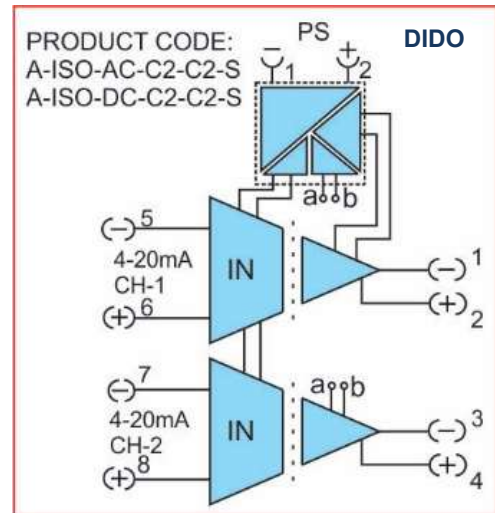 PRODUCT CODE:
A-ISO-AC-C2-C2-S
A-ISO-DC-C2-C2-S
PS
DIDO
− 1
+ 2
a b
(−) 5
4-20mA
CH-1
(+) 6
IN
(−) 1
(+) 2
(−) 7
4-20mA
CH-2
(+) 8
IN
a b
(−) 3
(+) 4